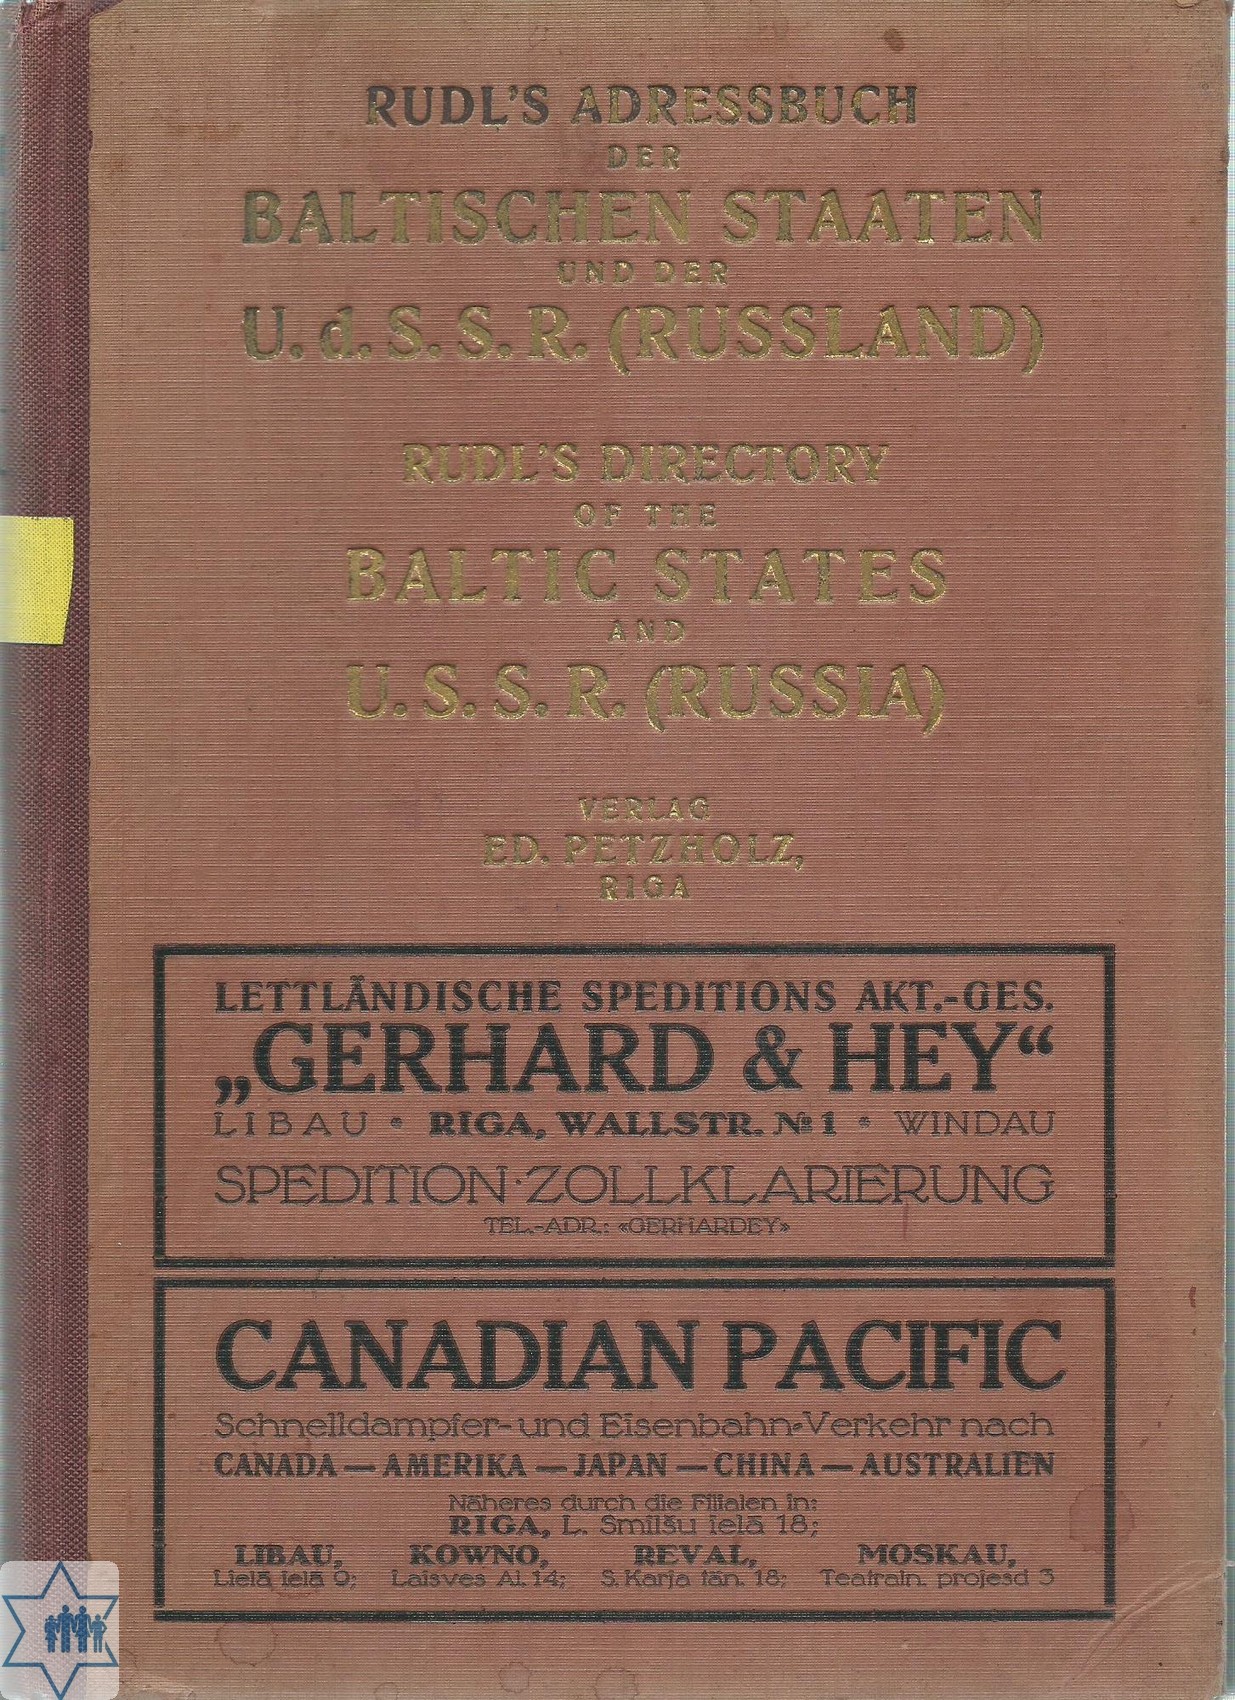 RUDL'S ADRESSBUCH
DER
BALTISCHEN STAATEN
UND DER
U. d. S. S. R. (RUSSLAND)
RUDL'S DIRECTORY
OF THE
BALTIC STATES
AND
U. S. S. R. (RUSSIA)
VERLAG
ED. PETZHOLZ,
RIGA
LETTLÄNDISCHE SPEDITIONS AKT.-GES.
„GERHARD & HEY“
LIBAU • RIGA, WALLSTR. № 1 • WINDAU
SPEDITION · ZOLLKLARIERUNG
TEL.-ADR.: «GERHARDEY»
CANADIAN PACIFIC
Schnelldampfer- und Eisenbahn-Verkehr nach
CANADA — AMERIKA — JAPAN — CHINA — AUSTRALIEN
Näheres durch die Filialen in:
RIGA, L. Smilšu ielā 18;
LIBAU, KOWNO, REVAL, MOSKAU,
Lielā ielā 9; Laisves Al. 14; S. Karja tän. 18; Teatraln. projesd 3